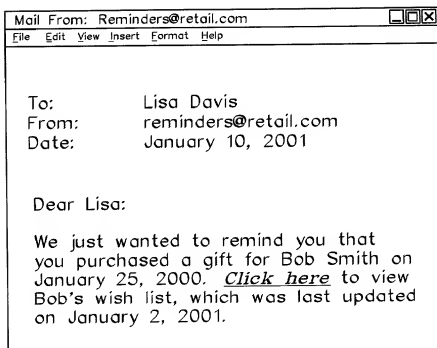 Mail From: Reminders@retail.com
File Edit View Insert Format Help
To: Lisa Davis
From: reminders@retail.com
Date: January 10, 2001
Dear Lisa:
We just wanted to remind you that
you purchased a gift for Bob Smith on
January 25, 2000. Click here to view
Bob's wish list, which was last updated
on January 2, 2001.